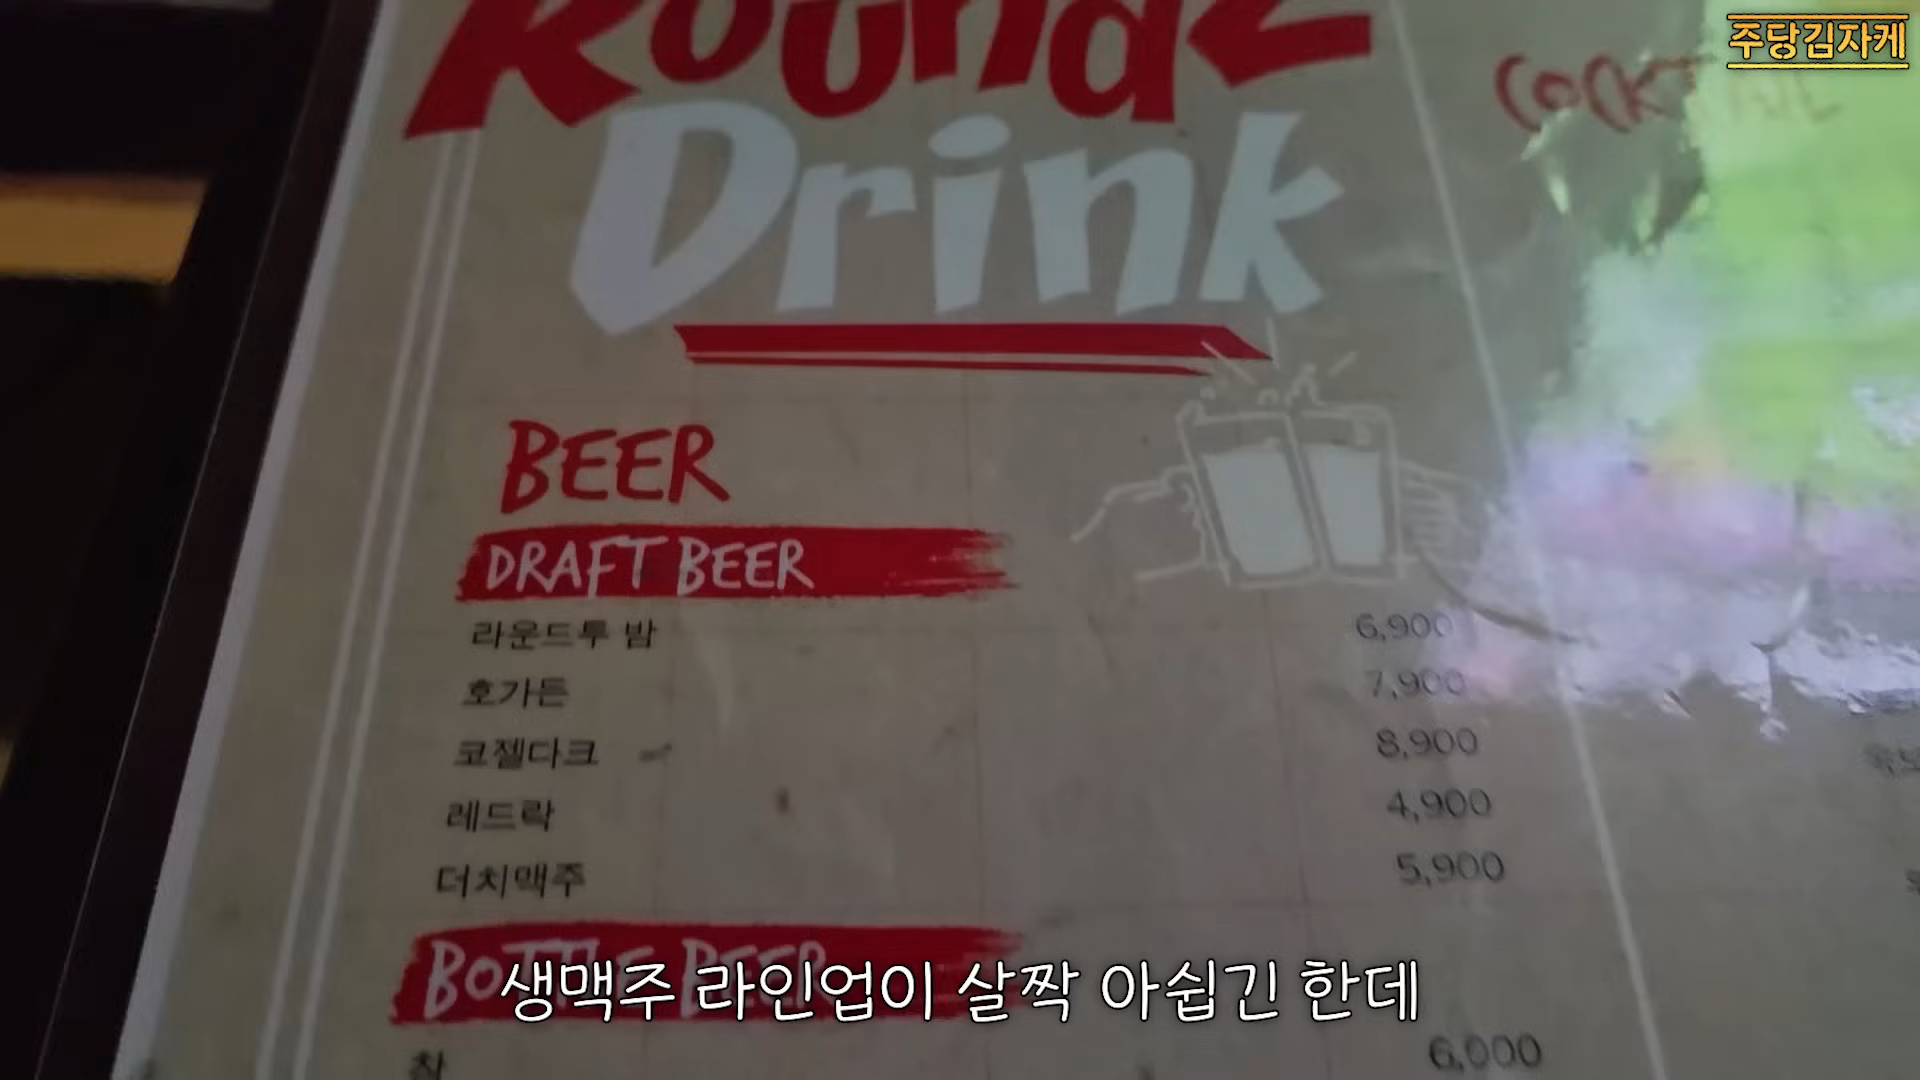 Round2
주당김자케
Drink
BEER
DRAFT BEER
라운드투 밤 6,900
호가든 7,900
코젤다크 8,900
레드락 4,900
더치맥주 5,900
BOTTLE BEER
생맥주 라인업이 살짝 아쉽긴 한데
6,000